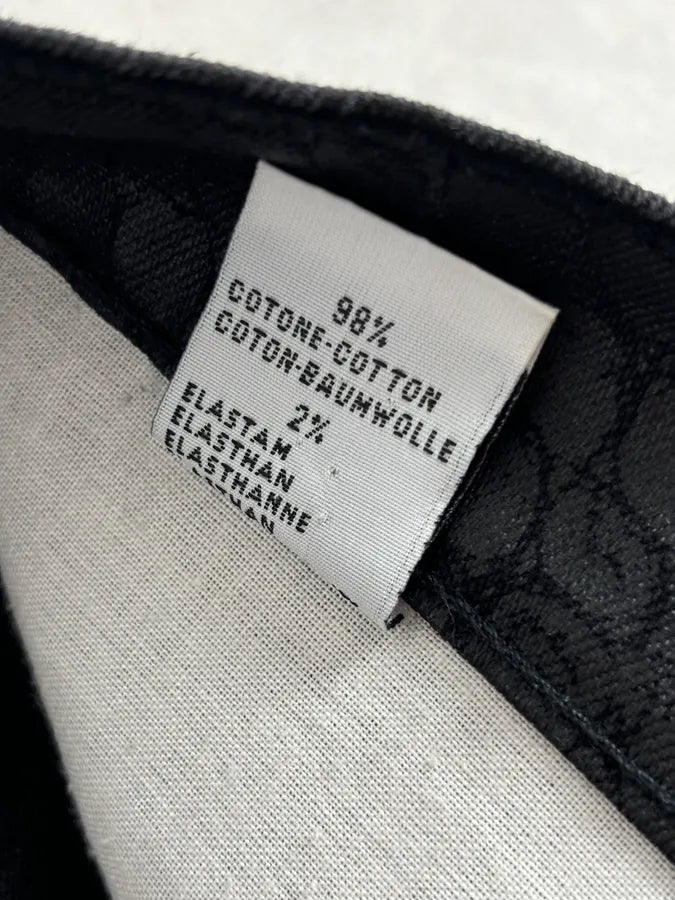 98%
COTONE-COTTON
COTON-BAUMWOLLE
2%
ELASTAM
ELASTHAN
ELASTHANNE